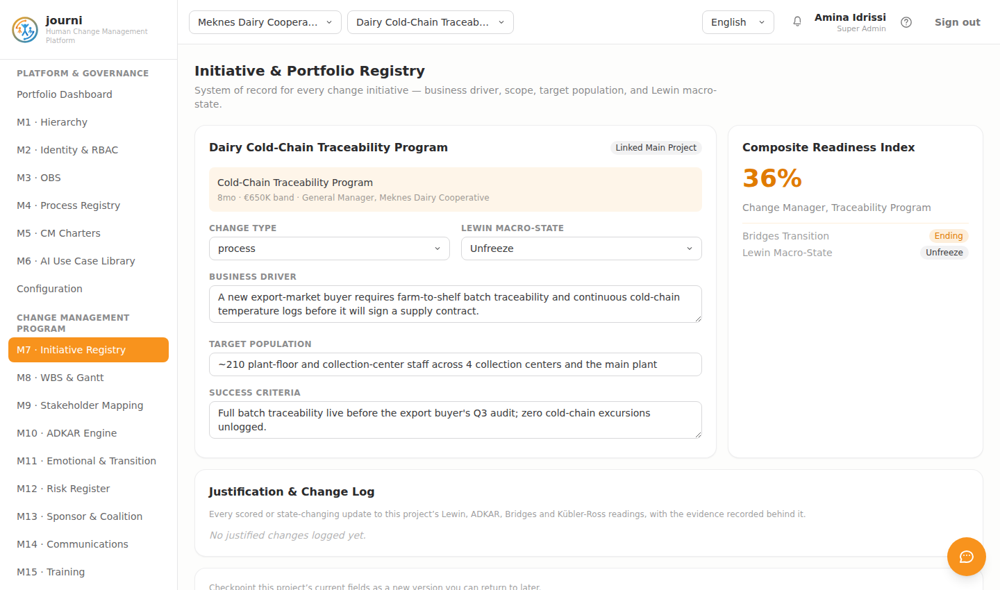 journi
Human Change Management
Platform
Meknes Dairy Coopera...
Dairy Cold-Chain Traceab...
English
Amina Idrissi
Super Admin
Sign out
PLATFORM & GOVERNANCE
Portfolio Dashboard
M1 · Hierarchy
M2 · Identity & RBAC
M3 · OBS
M4 · Process Registry
M5 · CM Charters
M6 · AI Use Case Library
Configuration
CHANGE MANAGEMENT
PROGRAM
M7 · Initiative Registry
M8 · WBS & Gantt
M9 · Stakeholder Mapping
M10 · ADKAR Engine
M11 · Emotional & Transition
M12 · Risk Register
M13 · Sponsor & Coalition
M14 · Communications
M15 · Training
Initiative & Portfolio Registry
System of record for every change initiative — business driver, scope, target population, and Lewin macro-
state.
Dairy Cold-Chain Traceability Program
Linked Main Project
Cold-Chain Traceability Program
8mo · €650K band · General Manager, Meknes Dairy Cooperative
CHANGE TYPE
LEWIN MACRO-STATE
process
Unfreeze
BUSINESS DRIVER
A new export-market buyer requires farm-to-shelf batch traceability and continuous cold-chain
temperature logs before it will sign a supply contract.
TARGET POPULATION
~210 plant-floor and collection-center staff across 4 collection centers and the main plant
SUCCESS CRITERIA
Full batch traceability live before the export buyer's Q3 audit; zero cold-chain excursions
unlogged.
Composite Readiness Index
36%
Change Manager, Traceability Program
Bridges Transition
Ending
Lewin Macro-State
Unfreeze
Justification & Change Log
Every scored or state-changing update to this project’s Lewin, ADKAR, Bridges and Kübler-Ross readings, with the evidence recorded behind it.
No justified changes logged yet.
Checkpoint this project’s current fields as a new version you can return to later.